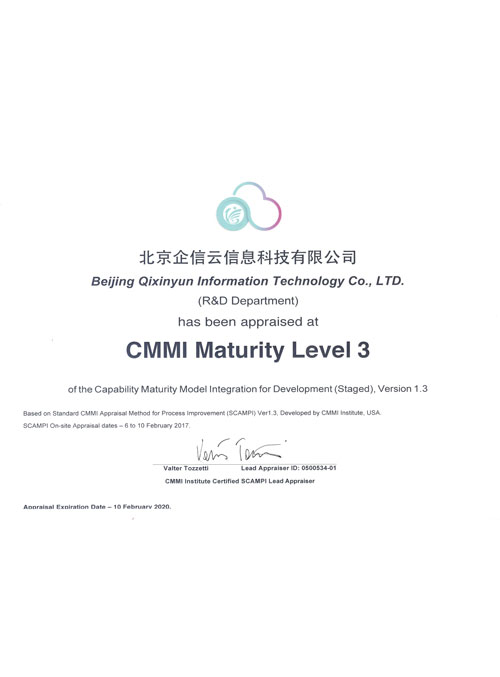 北京企信云信息科技有限公司
Beijing Qixinyun Information Technology Co., LTD.
(R&D Department)
has been appraised at
CMMI Maturity Level 3
of the Capability Maturity Model Integration for Development (Staged), Version 1.3
Based on Standard CMMI Appraisal Method for Process Improvement (SCAMPI) Ver1.3, Developed by CMMI Institute, USA.
SCAMPI On-site Appraisal dates – 6 to 10 February 2017.
Valter Tozzetti Lead Appraiser ID: 0500534-01
CMMI Institute Certified SCAMPI Lead Appraiser
Appraisal Expiration Date – 10 February 2020.